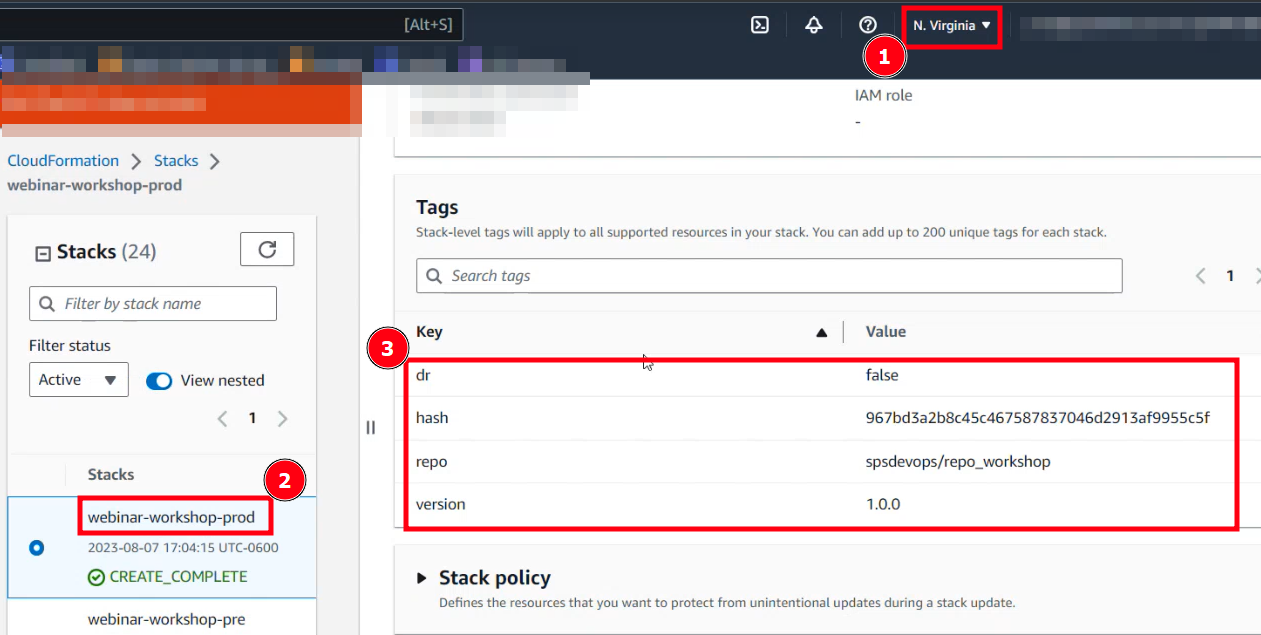 [Alt+S]
N. Virginia
1
IAM role
-
CloudFormation
Stacks
webinar-workshop-prod
Stacks (24)
Filter by stack name
Filter status
Active
View nested
1
Stacks
2
webinar-workshop-prod
2023-08-07 17:04:15 UTC-0600
CREATE_COMPLETE
webinar-workshop-pre
Tags
Stack-level tags will apply to all supported resources in your stack. You can add up to 200 unique tags for each stack.
Search tags
1
3
Key Value
dr false
hash 967bd3a2b8c45c467587837046d2913af9955c5f
repo spsdevops/repo_workshop
version 1.0.0
Stack policy
Defines the resources that you want to protect from unintentional updates during a stack update.